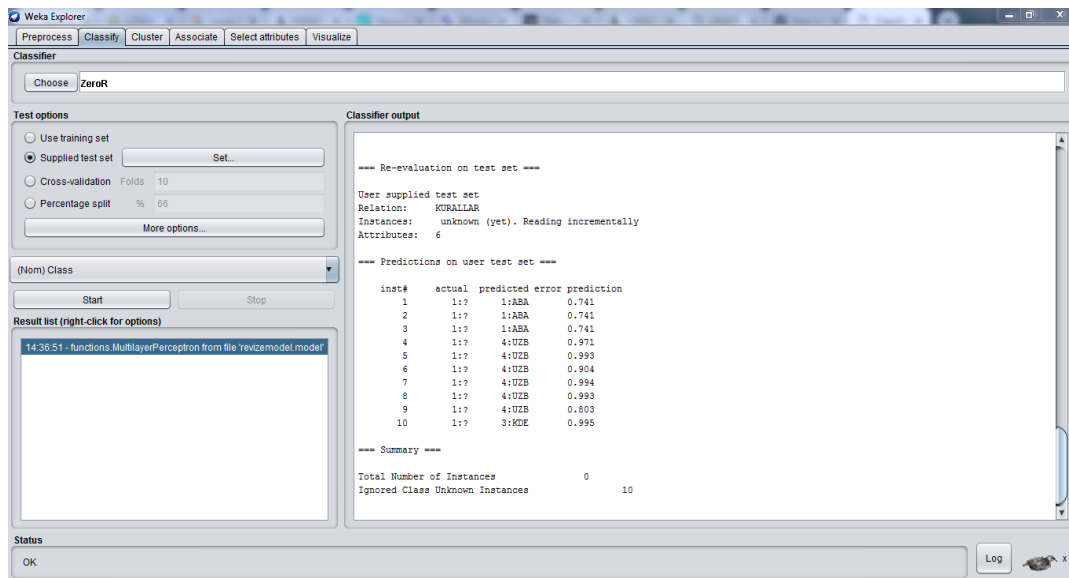 Weka Explorer
Preprocess Classify Cluster Associate Select attributes Visualize
Classifier
Choose ZeroR
Test options
Use training set
Supplied test set Set...
Cross-validation Folds 10
Percentage split % 66
More options...
(Nom) Class
Start Stop
Result list (right-click for options)
14:36:51 - functions.MultilayerPerceptron from file 'revizemodel.model'
Classifier output
=== Re-evaluation on test set ===
User supplied test set
Relation: KURALLAR
Instances: unknown (yet). Reading incrementally
Attributes: 6
=== Predictions on user test set ===
inst# actual predicted error prediction
1 1:? 1:ABA 0.741
2 1:? 1:ABA 0.741
3 1:? 1:ABA 0.741
4 1:? 4:UZB 0.971
5 1:? 4:UZB 0.993
6 1:? 4:UZB 0.904
7 1:? 4:UZB 0.994
8 1:? 4:UZB 0.993
9 1:? 4:UZB 0.803
10 1:? 3:KDE 0.995
=== Summary ===
Total Number of Instances 0
Ignored Class Unknown Instances 10
Status
OK
Log
x